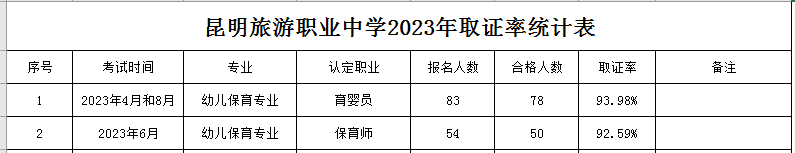 昆明旅游职业中学2023年取证率统计表
序号 考试时间 专业 认定职业 报名人数 合格人数 取证率 备注
1 2023年4月和8月 幼儿保育专业 育婴员 83 78 93.98%
2 2023年6月 幼儿保育专业 保育师 54 50 92.59%